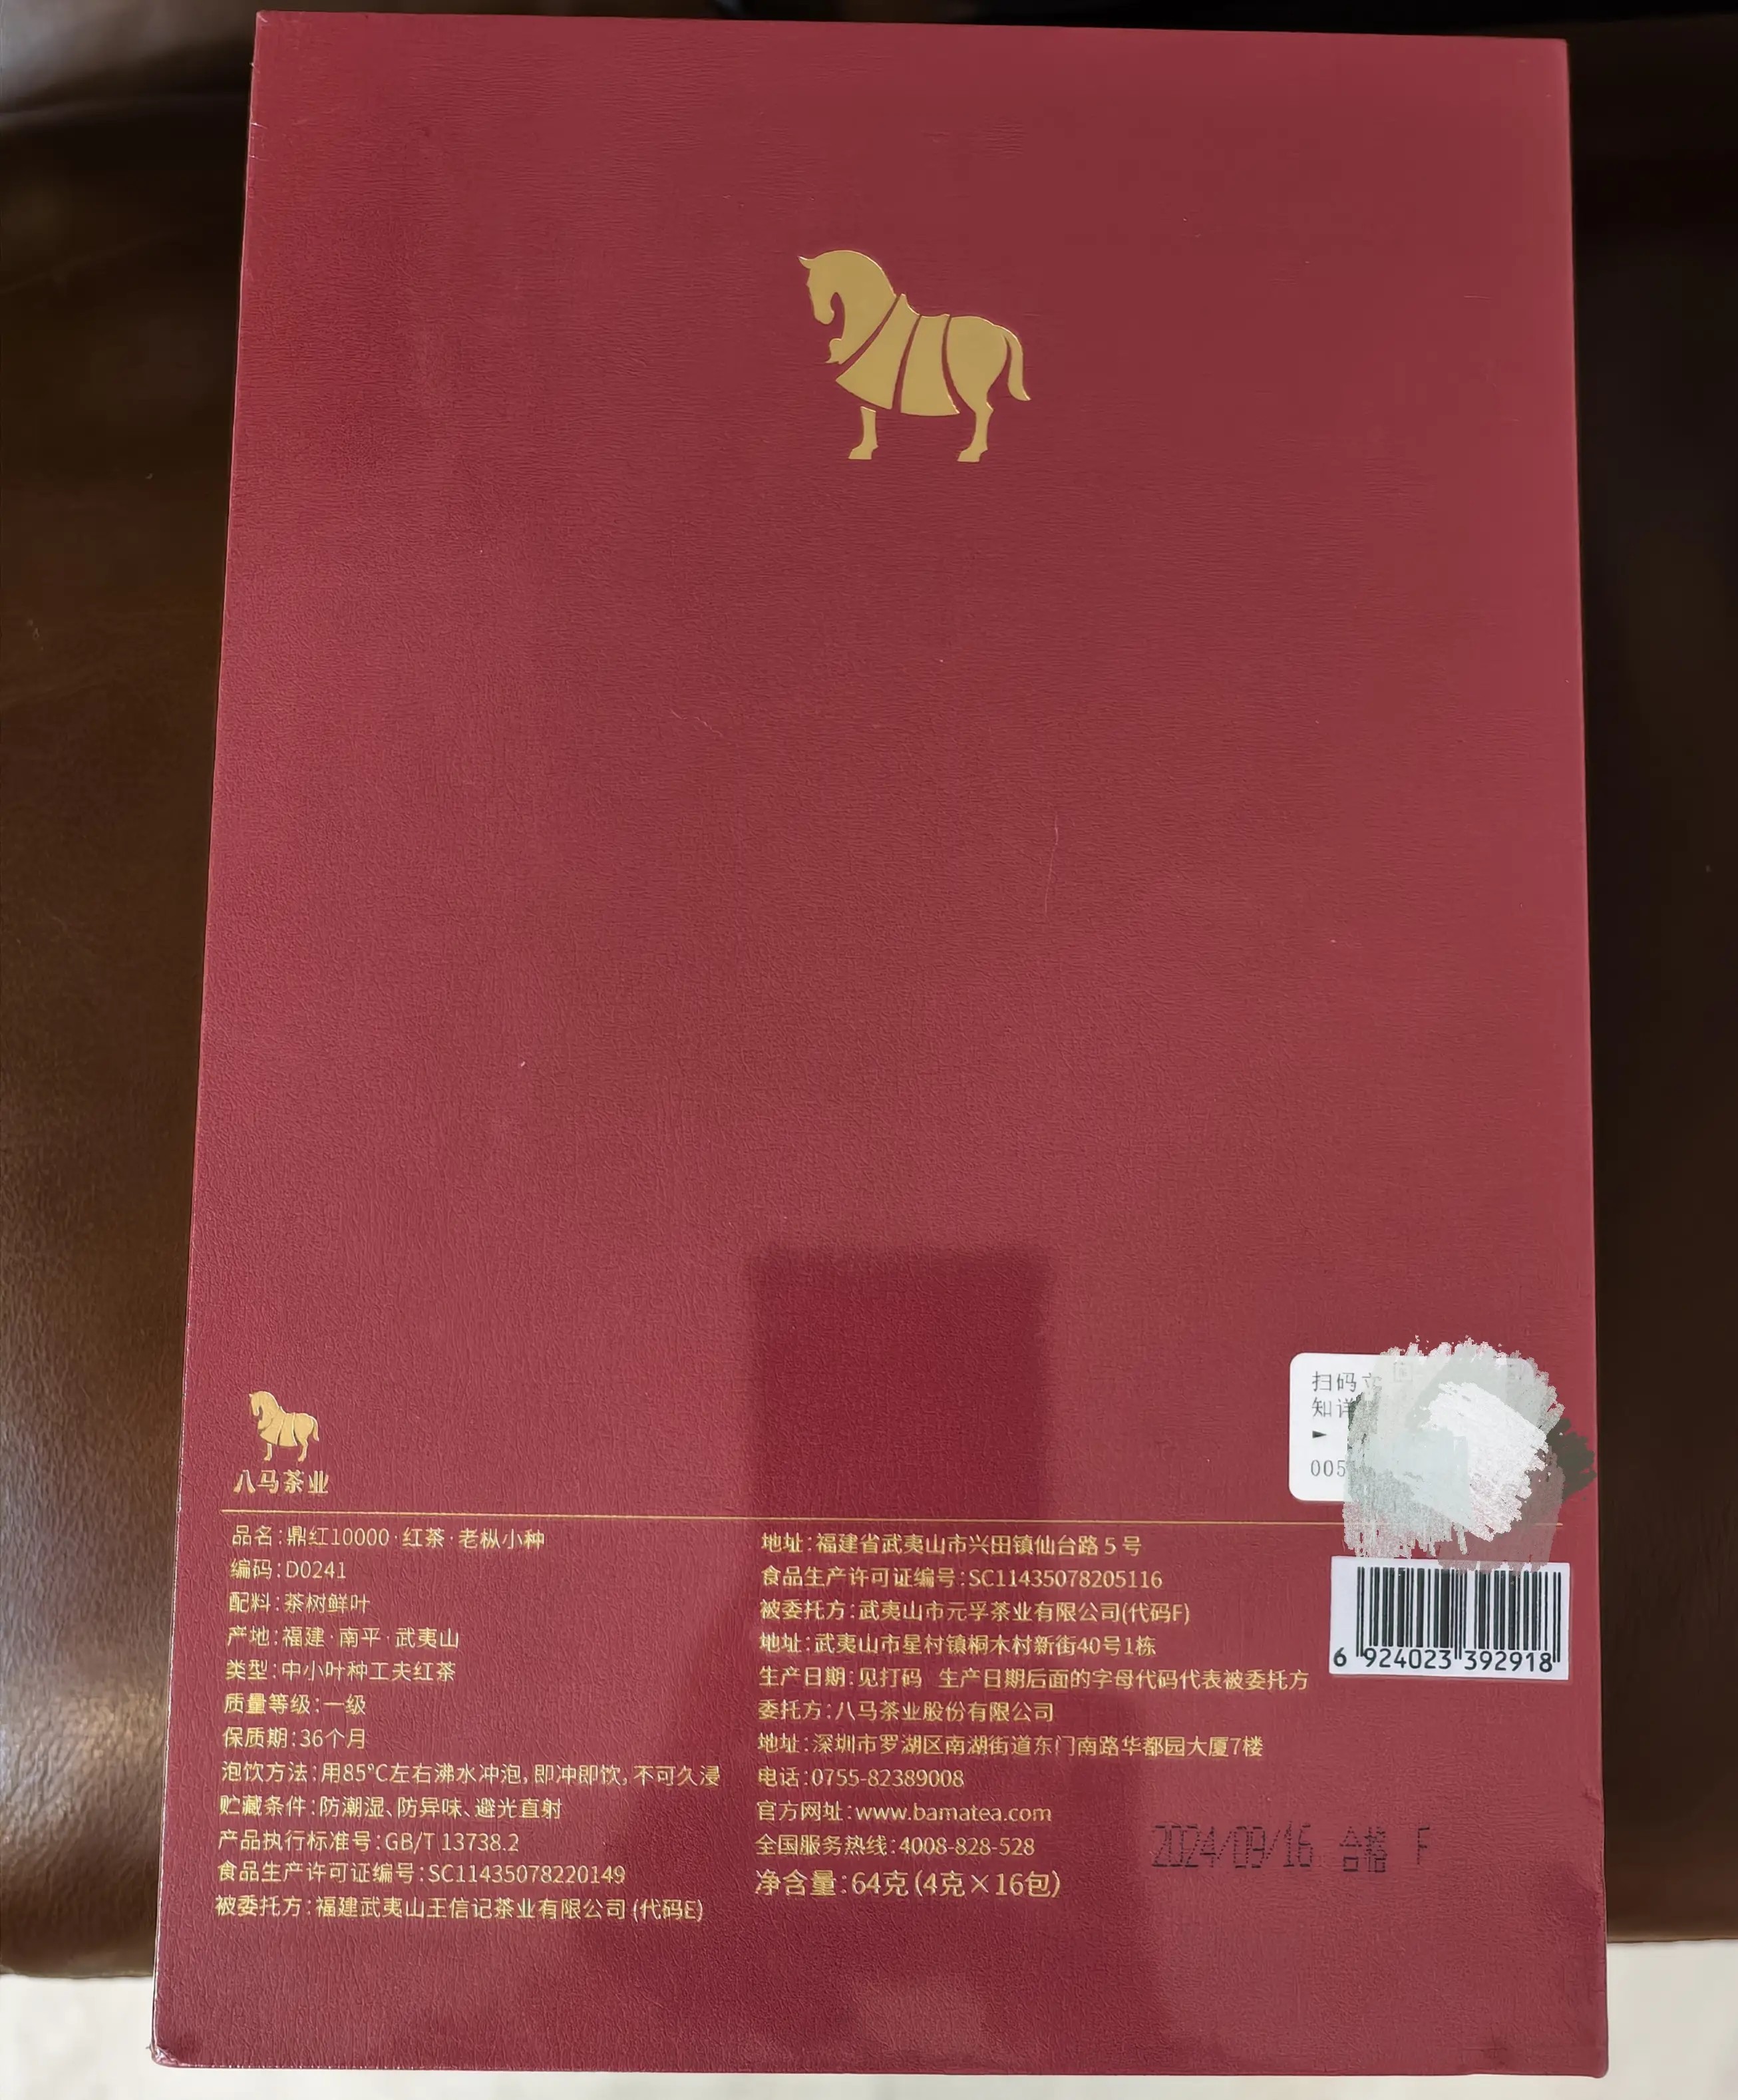 扫码立
知详
005
八马茶业
品名:鼎红10000·红茶·老枞小种
编码:D0241
配料:茶树鲜叶
产地:福建·南平·武夷山
类型:中小叶种工夫红茶
质量等级:一级
保质期:36个月
泡饮方法:用85°C左右沸水冲泡,即冲即饮,不可久浸
贮藏条件:防潮湿、防异味、避光直射
产品执行标准号:GB/T 13738.2
食品生产许可证编号:SC11435078220149
被委托方:福建武夷山王信记茶业有限公司(代码E)
地址:福建省武夷山市兴田镇仙台路5号
食品生产许可证编号:SC11435078205116
被委托方:武夷山市元孚茶业有限公司(代码F)
地址:武夷山市星村镇桐木村新街40号1栋
生产日期:见打码 生产日期后面的字母代码代表被委托方
委托方:八马茶业股份有限公司
地址:深圳市罗湖区南湖街道东门南路华都园大厦7楼
电话:0755-82389008
官方网址:www.bamatea.com
全国服务热线:4008-828-528
净含量:64克(4克×16包)
6 924023 392918
2024/09/16 合格 F